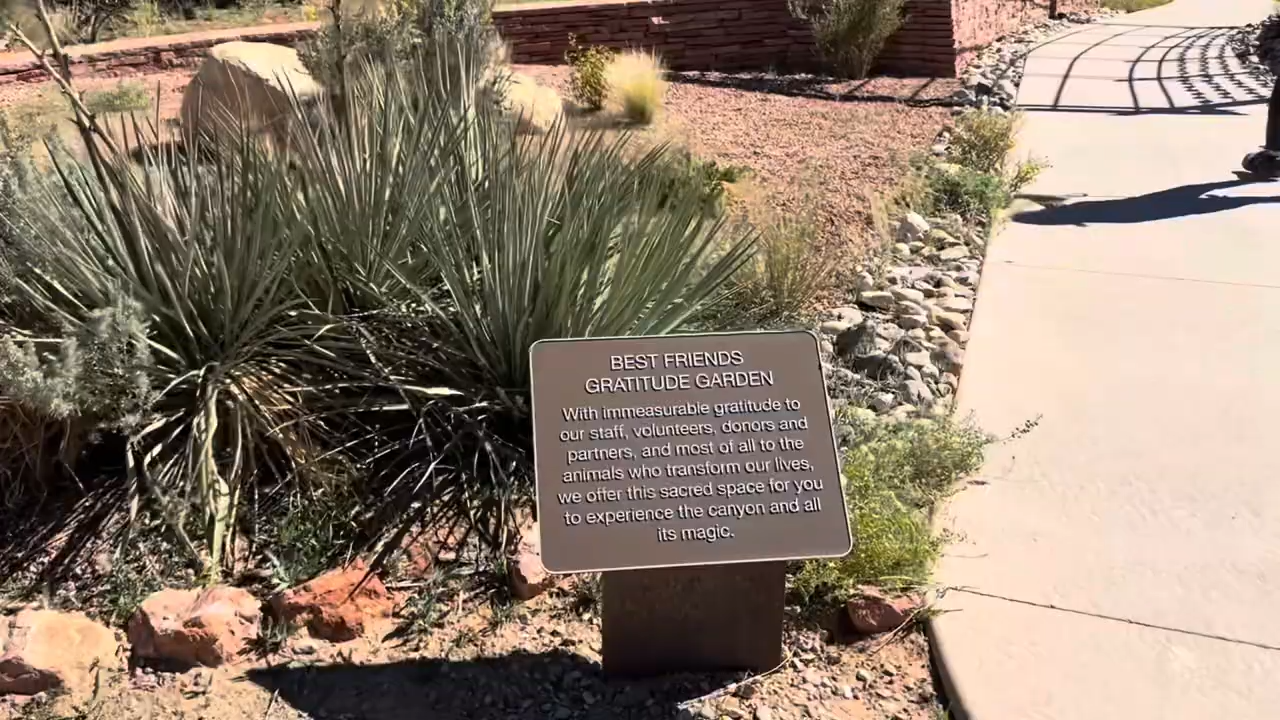 BEST FRIENDS
GRATITUDE GARDEN
With immeasurable gratitude to
our staff, volunteers, donors and
partners, and most of all to the
animals who transform our lives,
we offer this sacred space for you
to experience the canyon and all
its magic.